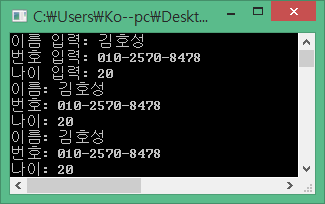 C:₩Users₩Ko--pc₩Deskt...
이름 입력: 김호성
번호 입력: 010-2570-8478
나이 입력: 20
이름: 김호성
번호: 010-2570-8478
나이: 20
이름: 김호성
번호: 010-2570-8478
나이: 20